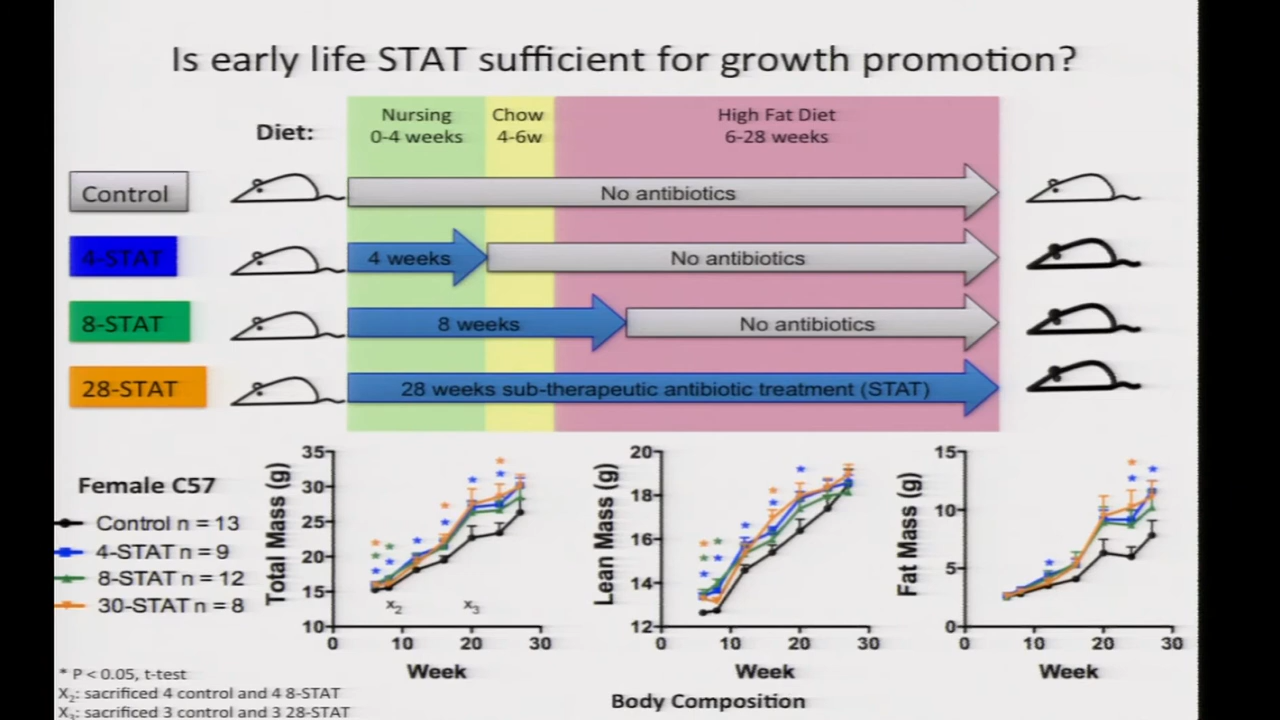 Is early life STAT sufficient for growth promotion?
Diet:
Nursing
0-4 weeks
Chow
4-6w
High Fat Diet
6-28 weeks
Control
No antibiotics
4-STAT
4 weeks
No antibiotics
8-STAT
8 weeks
No antibiotics
28-STAT
28 weeks sub-therapeutic antibiotic treatment (STAT)
Female C57
Control n = 13
4-STAT n = 9
8-STAT n = 12
30-STAT n = 8
Total Mass (g)
35
30
25
20
15
10
* * * * * * * * * * *
x2
x3
0 10 20 30
Week
Lean Mass (g)
20
18
16
14
12
0 10 20 30
Week
Fat Mass (g)
15
10
5
0
0 10 20 30
Week
Body Composition
* P < 0.05, t-test
X2: sacrificed 4 control and 4 8-STAT
X3: sacrificed 3 control and 3 28-STAT